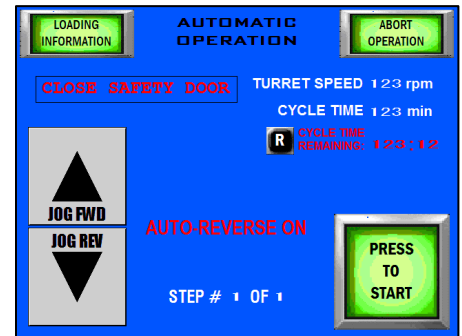 LOADING
INFORMATION
AUTOMATIC
OPERATION
ABORT
OPERATION
CLOSE SAFETY DOOR
TURRET SPEED 123 rpm
CYCLE TIME 123 min
R
CYCLE TIME
REMAINING: 123:12
JOG FWD
JOG REV
AUTO-REVERSE ON
PRESS
TO
START
STEP # 1 OF 1